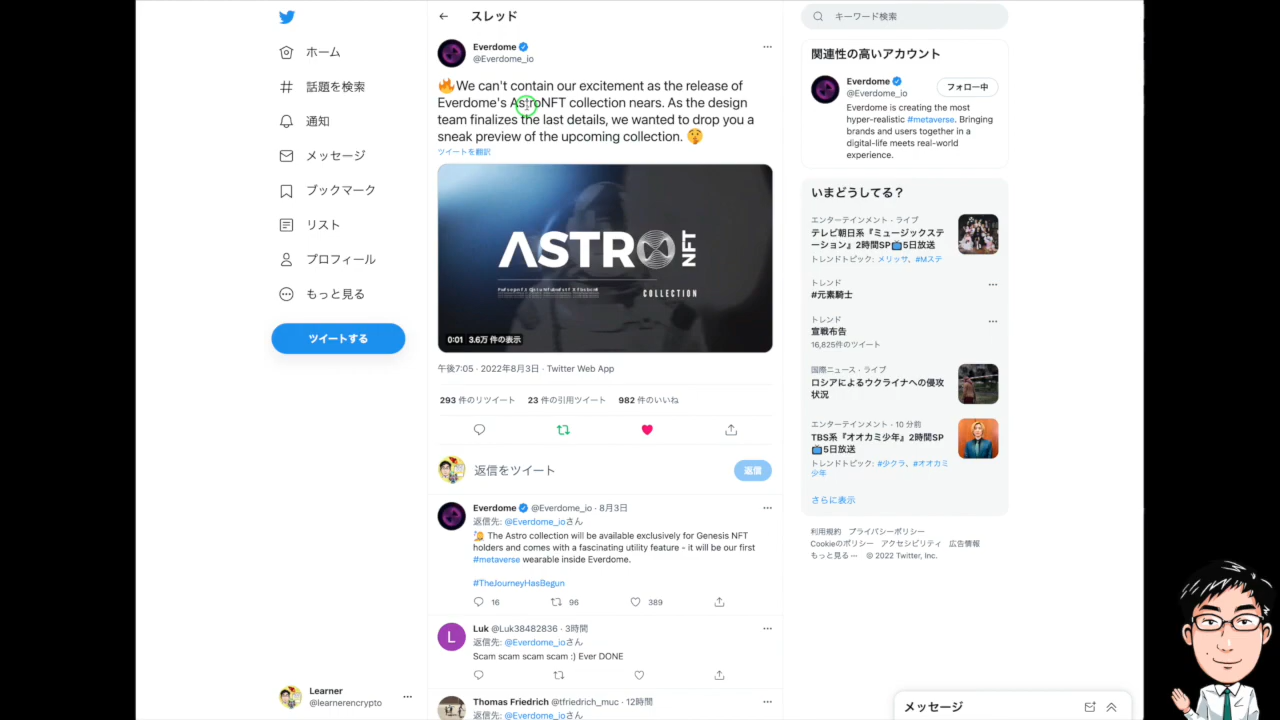 スレッド
キーワード検索
ホーム
話題を検索
通知
メッセージ
ブックマーク
リスト
プロフィール
もっと見る
ツイートする
Learner
@learnerencrypto
Everdome
@Everdome_io
🔥We can't contain our excitement as the release of
Everdome's Astro NFT collection nears. As the design
team finalizes the last details, we wanted to drop you a
sneak preview of the upcoming collection. 🤫
ツイートを翻訳
ASTRO NFT
COLLECTION
0:01 3.6万 件の表示
午後7:05 · 2022年8月3日 · Twitter Web App
293 件のリツイート 23 件の引用ツイート 982 件のいいね
返信をツイート
返信
Everdome @Everdome_io · 8月3日
返信先: @Everdome_ioさん
The Astro collection will be available exclusively for Genesis NFT
holders and comes with a fascinating utility feature - it will be our first
#metaverse wearable inside Everdome.
#TheJourneyHasBegun
16 96 389
L
Luk @Luk38482836 · 3時間
返信先: @Everdome_ioさん
Scam scam scam scam :) Ever DONE
Thomas Friedrich @tfriedrich_muc · 12時間
返信先: @Everdome_ioさん
関連性の高いアカウント
Everdome
@Everdome_io
フォロー中
Everdome is creating the most
hyper-realistic #metaverse. Bringing
brands and users together in a
digital-life meets real-world
experience.
いまどうしてる？
エンターテインメント · ライブ
テレビ朝日系『ミュージックステ
ーション』2時間SP📺5日放送
トレンドトピック: メリッサ、#Mステ
トレンド
#元素騎士
トレンド
宣戦布告
16,825件のツイート
国際ニュース · ライブ
ロシアによるウクライナへの侵攻
状況
エンターテインメント · 10 分前
TBS系『オオカミ少年』2時間SP
📺5日放送
トレンドトピック: #少クラ、#オオカミ
少年
さらに表示
利用規約 プライバシーポリシー
Cookieのポリシー アクセシビリティ 広告情報
もっと見る··· © 2022 Twitter, Inc.
メッセージ